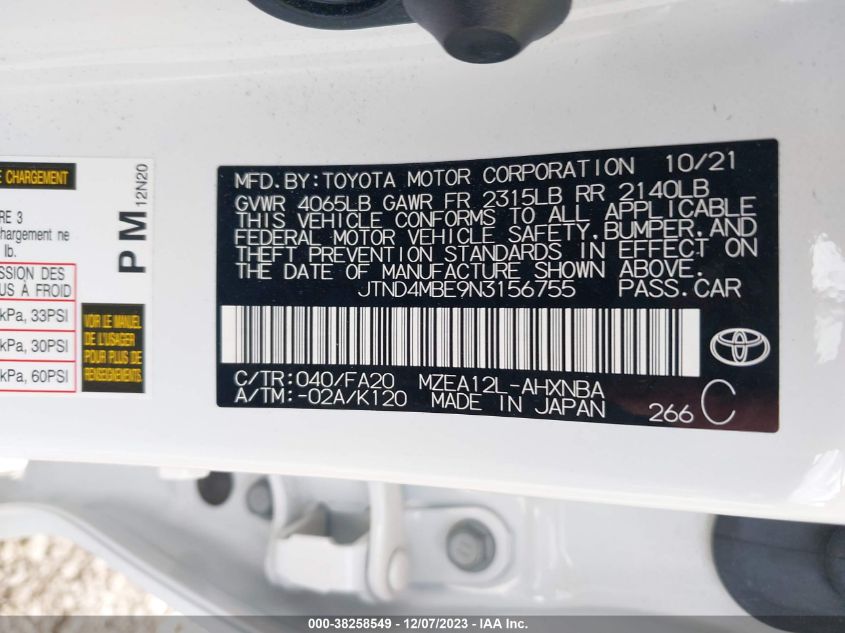 E CHARGEMENT
RE 3
chargement ne
lb.
SSION DES
US À FROID
kPa, 33PSI
kPa, 30PSI
kPa, 60PSI
PM
12N20
VOIR LE MANUEL
DE L'USAGER
POUR PLUS DE
RENSEIGNEMENTS
MFD. BY: TOYOTA MOTOR CORPORATION 10/21
GVWR 4065LB GAWR FR 2315LB RR 2140LB
THIS VEHICLE CONFORMS TO ALL APPLICABLE
FEDERAL MOTOR VEHICLE SAFETY, BUMPER, AND
THEFT PREVENTION STANDARDS IN EFFECT ON
THE DATE OF MANUFACTURE SHOWN ABOVE.
JTND4MBE9N3156755 PASS. CAR
C/TR: 040/FA20 MZEA12L-AHXNBA
A/TM: -02A/K120 MADE IN JAPAN
266 C
000-38258549 - 12/07/2023 - IAA Inc.